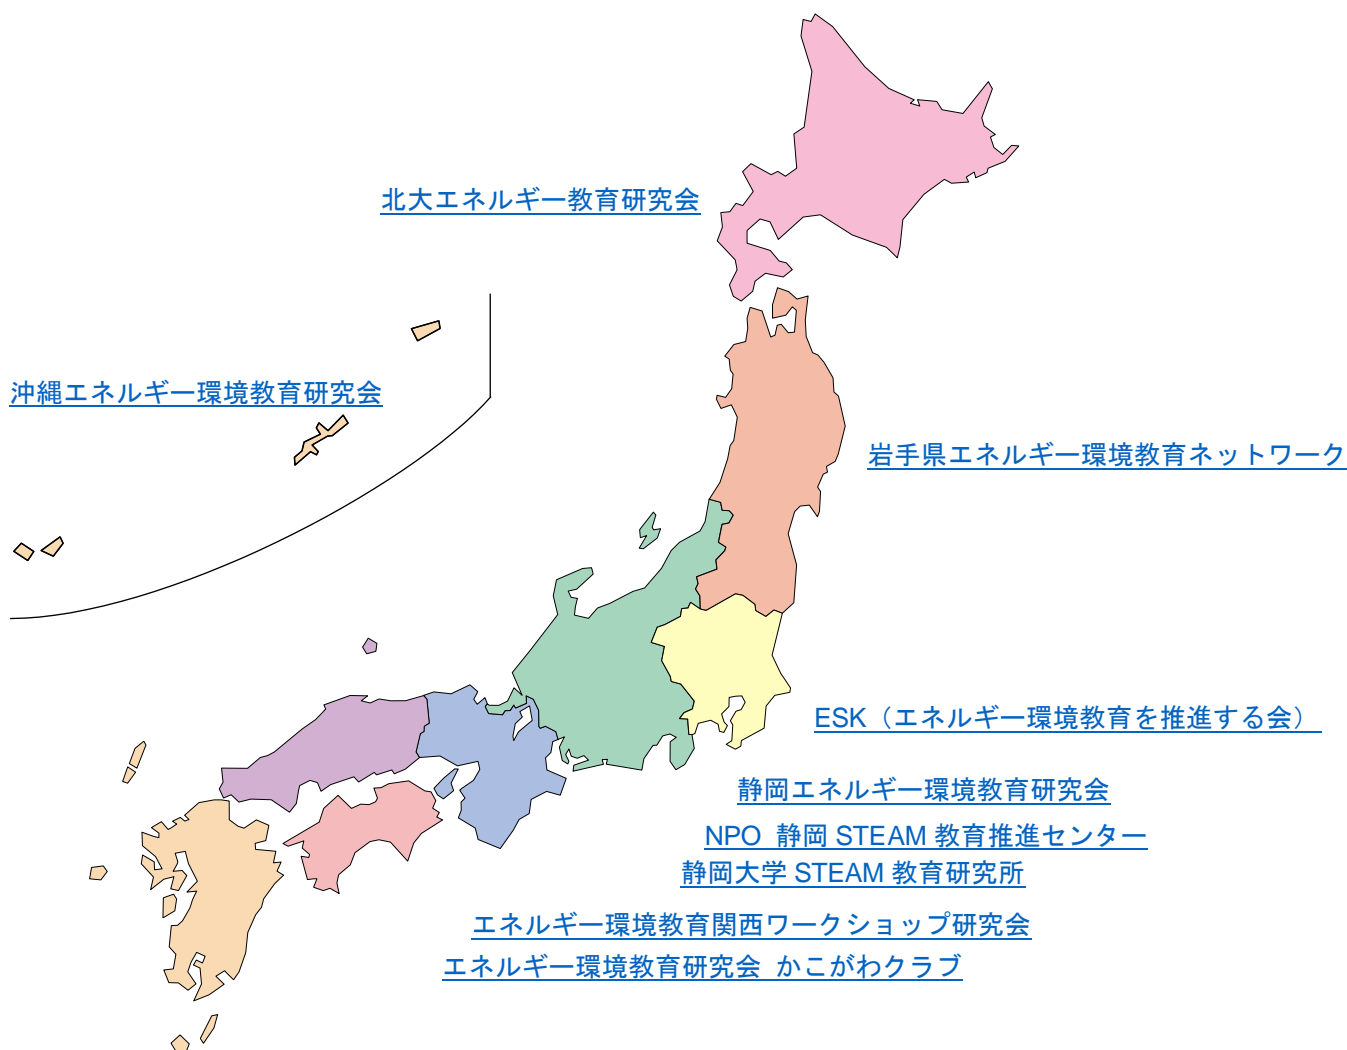 北大エネルギー教育研究会
沖縄エネルギー環境教育研究会
岩手県エネルギー環境教育ネットワーク
ESK（エネルギー環境教育を推進する会）
静岡エネルギー環境教育研究会
NPO 静岡 STEAM 教育推進センター
静岡大学 STEAM 教育研究所
エネルギー環境教育関西ワークショップ研究会
エネルギー環境教育研究会 かこがわクラブ